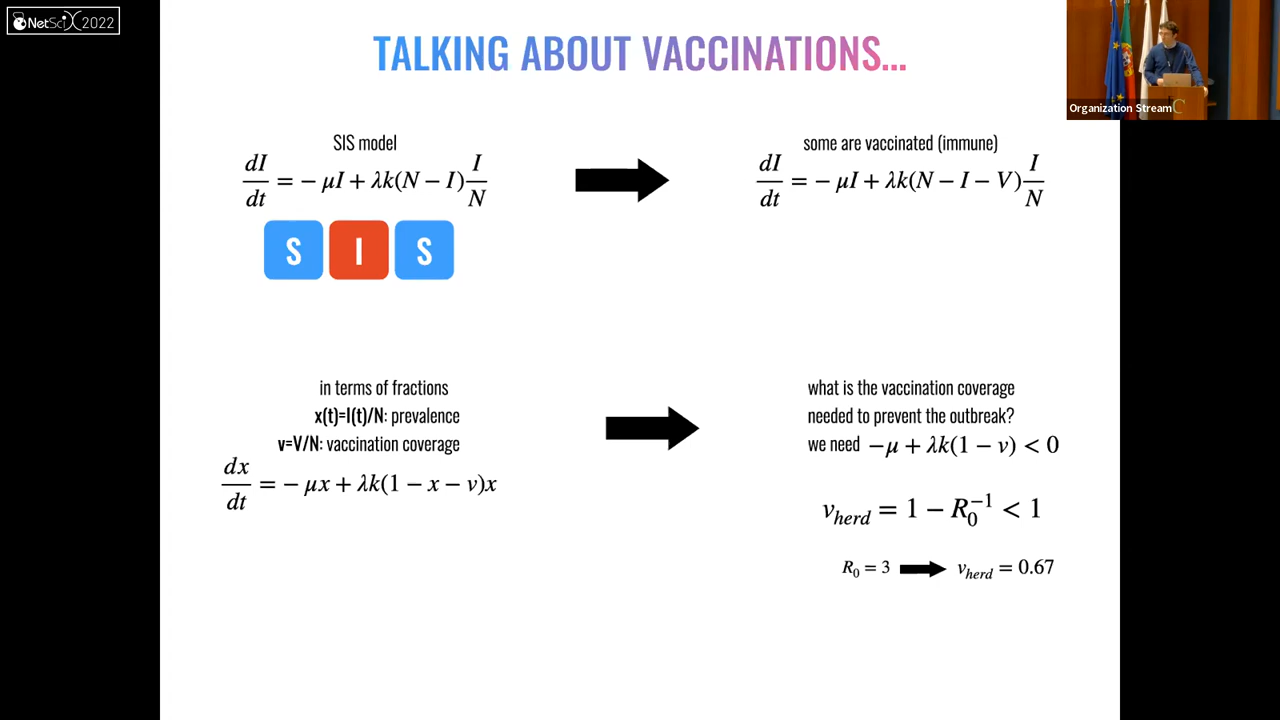 NetSciX 2022
TALKING ABOUT VACCINATIONS...
Organization Stream
SIS model
dI/dt = − μI + λk(N − I) I/N
S I S
some are vaccinated (immune)
dI/dt = − μI + λk(N − I − V) I/N
in terms of fractions
x(t)=I(t)/N: prevalence
v=V/N: vaccination coverage
dx/dt = − μx + λk(1 − x − v)x
what is the vaccination coverage
needed to prevent the outbreak?
we need −μ + λk(1 − v) < 0
v_herd = 1 − R_0^{−1} < 1
R_0 = 3 v_herd = 0.67